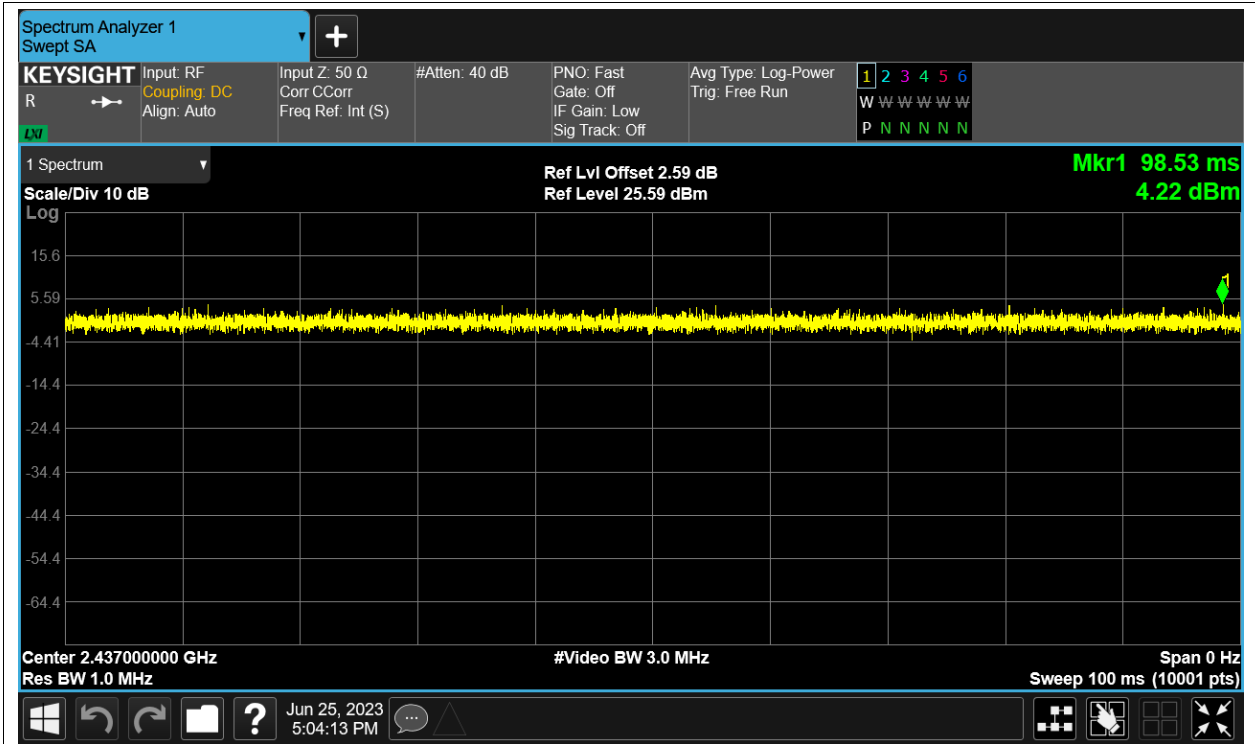 Spectrum Analyzer 1
Swept SA
+
KEYSIGHT
R
LXI
Input: RF
Coupling: DC
Align: Auto
Input Z: 50 Ω
Corr CCorr
Freq Ref: Int (S)
#Atten: 40 dB
PNO: Fast
Gate: Off
IF Gain: Low
Sig Track: Off
Avg Type: Log-Power
Trig: Free Run
1 2 3 4 5 6
W W W W W W
P N N N N N
1 Spectrum
Scale/Div 10 dB
Ref Lvl Offset 2.59 dB
Ref Level 25.59 dBm
Mkr1 98.53 ms
4.22 dBm
Log
15.6
5.59
-4.41
-14.4
-24.4
-34.4
-44.4
-54.4
-64.4
1
Center 2.437000000 GHz
Res BW 1.0 MHz
#Video BW 3.0 MHz
Span 0 Hz
Sweep 100 ms (10001 pts)
?
Jun 25, 2023
5:04:13 PM